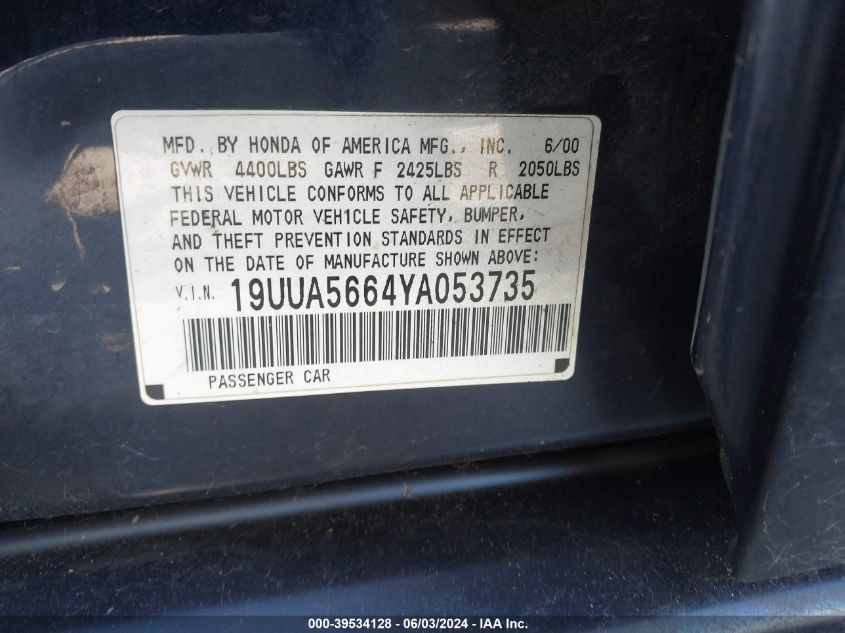 MFD. BY HONDA OF AMERICA MFG., INC. 6/00
GVWR 4400LBS GAWR F 2425LBS R 2050LBS
THIS VEHICLE CONFORMS TO ALL APPLICABLE
FEDERAL MOTOR VEHICLE SAFETY, BUMPER,
AND THEFT PREVENTION STANDARDS IN EFFECT
ON THE DATE OF MANUFACTURE SHOWN ABOVE:
V.I.N. 19UUA5664YA053735
PASSENGER CAR
000-39534128 - 06/03/2024 - IAA Inc.